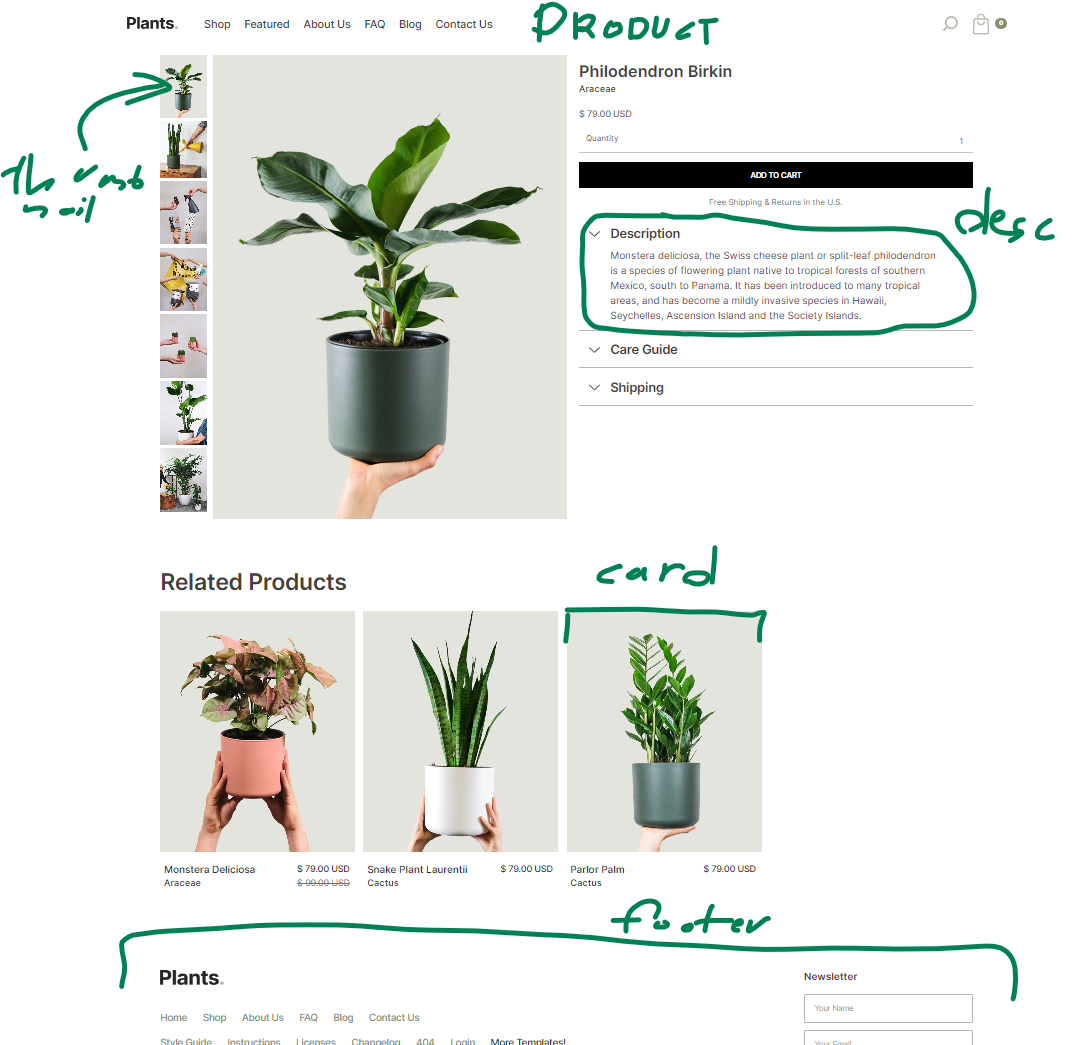 Plants.
Shop Featured About Us FAQ Blog Contact Us
PRODUCT
0
Philodendron Birkin
Araceae
$ 79.00 USD
Quantity
1
ADD TO CART
Free Shipping & Returns in the U.S.
desc
Description
Monstera deliciosa, the Swiss cheese plant or split-leaf philodendron
is a species of flowering plant native to tropical forests of southern
Mexico, south to Panama. It has been introduced to many tropical
areas, and has become a mildly invasive species in Hawaii,
Seychelles, Ascension Island and the Society Islands.
Care Guide
Shipping
card
Related Products
Monstera Deliciosa $ 79.00 USD
Araceae $ 99.00 USD
Snake Plant Laurentii $ 79.00 USD
Cactus
Parlor Palm $ 79.00 USD
Cactus
footer
Plants.
Home Shop About Us FAQ Blog Contact Us
Style Guide Instructions Licenses Changelog 404 Login More Templates!
Newsletter
Your Name
Your Email